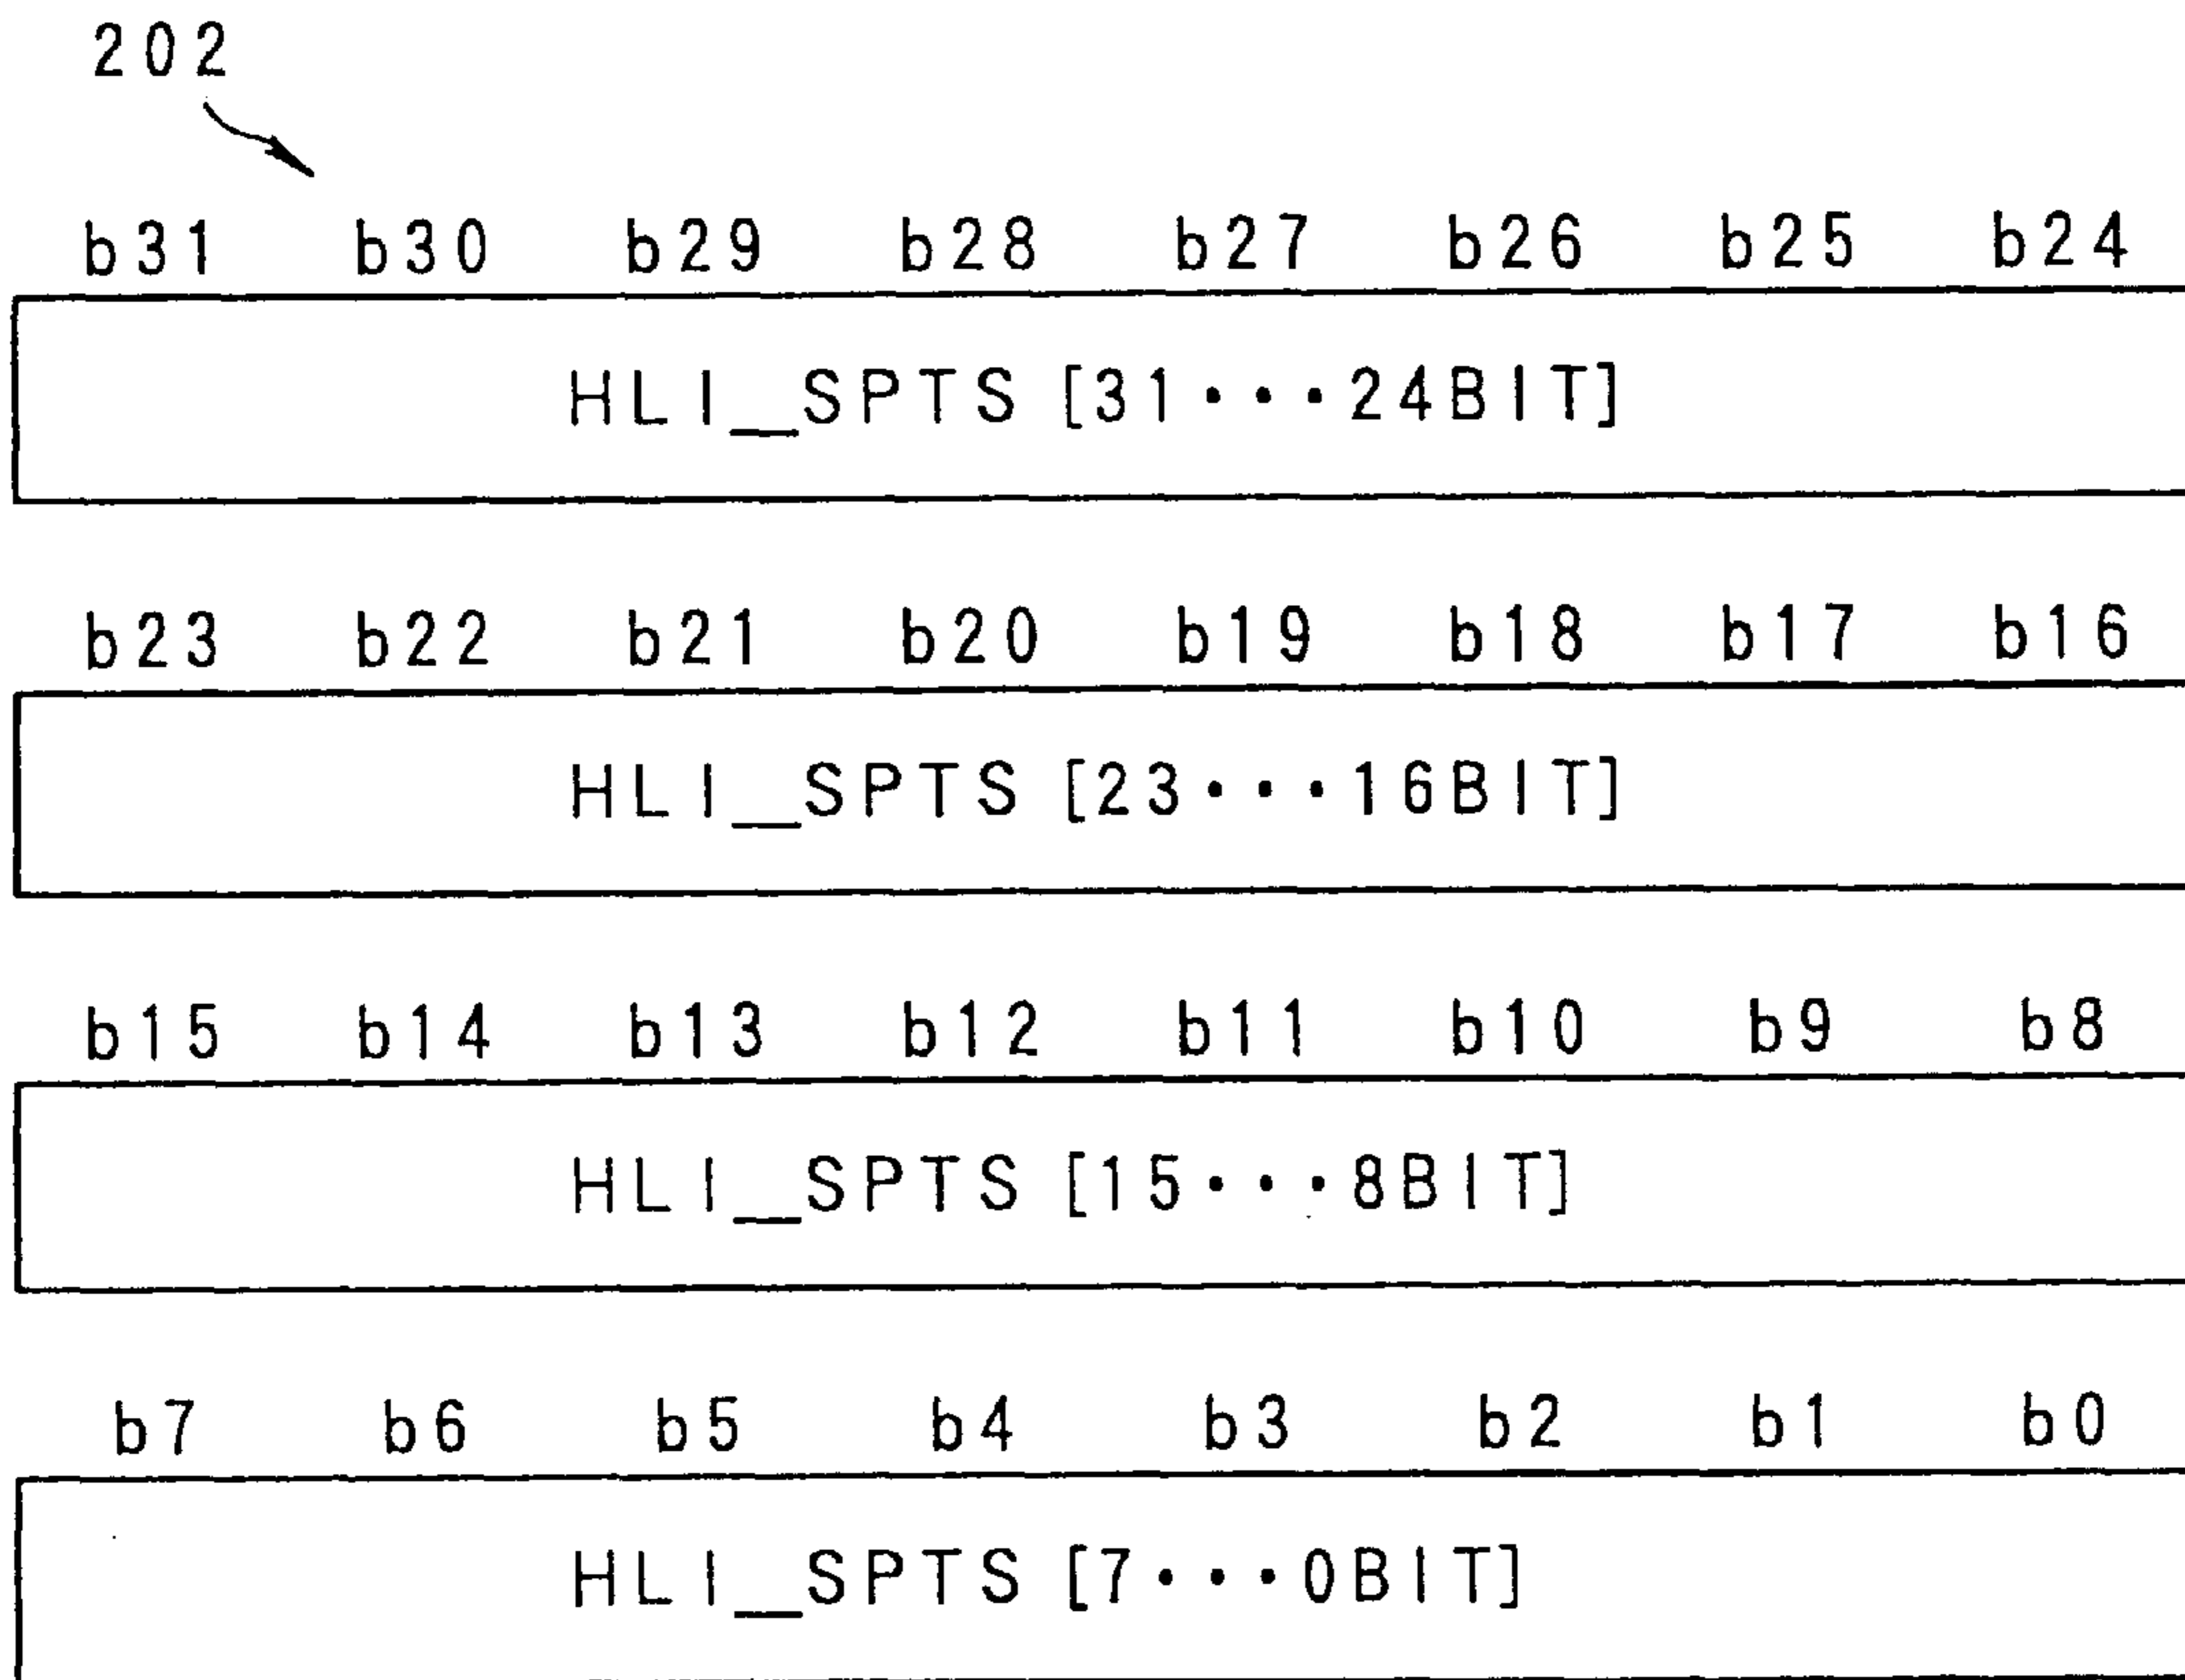 202
b31 b30 b29 b28 b27 b26 b25 b24
HLI_SPTS [31···24BIT]
b23 b22 b21 b20 b19 b18 b17 b16
HLI_SPTS [23···16BIT]
b15 b14 b13 b12 b11 b10 b9 b8
HLI_SPTS [15···8BIT]
b7 b6 b5 b4 b3 b2 b1 b0
HLI_SPTS [7···0BIT]